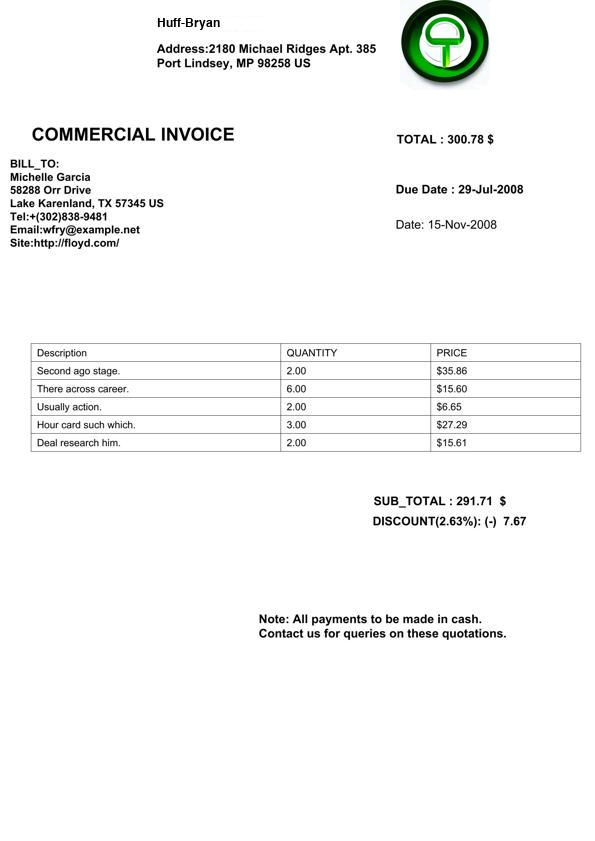 Huff-Bryan
Address:2180 Michael Ridges Apt. 385
Port Lindsey, MP 98258 US
COMMERCIAL INVOICE
TOTAL : 300.78 $
BILL_TO:
Michelle Garcia
58288 Orr Drive
Lake Karenland, TX 57345 US
Tel:+(302)838-9481
Email:wfry@example.net
Site:http://floyd.com/
Due Date : 29-Jul-2008
Date: 15-Nov-2008
Description QUANTITY PRICE
Second ago stage. 2.00 $35.86
There across career. 6.00 $15.60
Usually action. 2.00 $6.65
Hour card such which. 3.00 $27.29
Deal research him. 2.00 $15.61
SUB_TOTAL : 291.71 $
DISCOUNT(2.63%): (-) 7.67
Note: All payments to be made in cash.
Contact us for queries on these quotations.